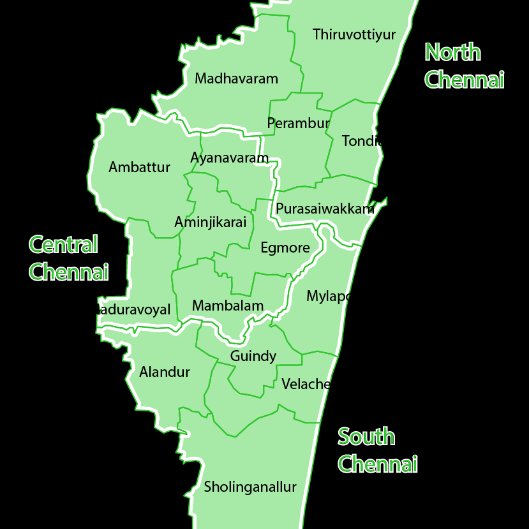 Thiruvottiyur
North
Chennai
Madhavaram
Perambur
Tondi
Ayanavaram
Ambattur
Purasaiwakkam
Aminjikarai
Central
Chennai
Egmore
Mylapo
aduravoyal
Mambalam
Guindy
Alandur
Velache
South
Chennai
Sholinganallur